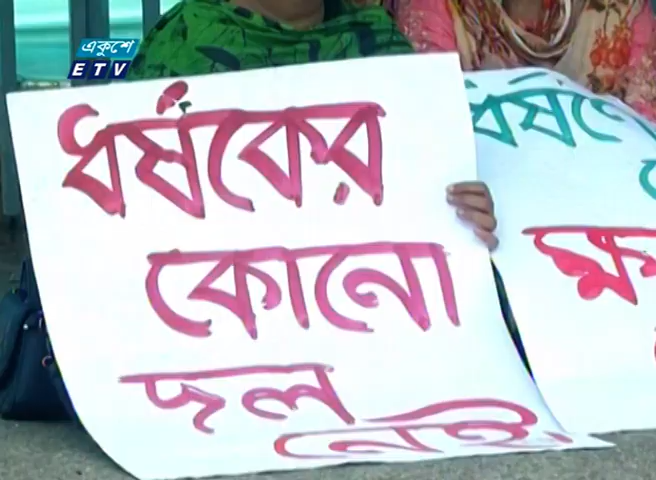 একুশে
ETV
ধর্ষকের
কোনো
দল
নেই